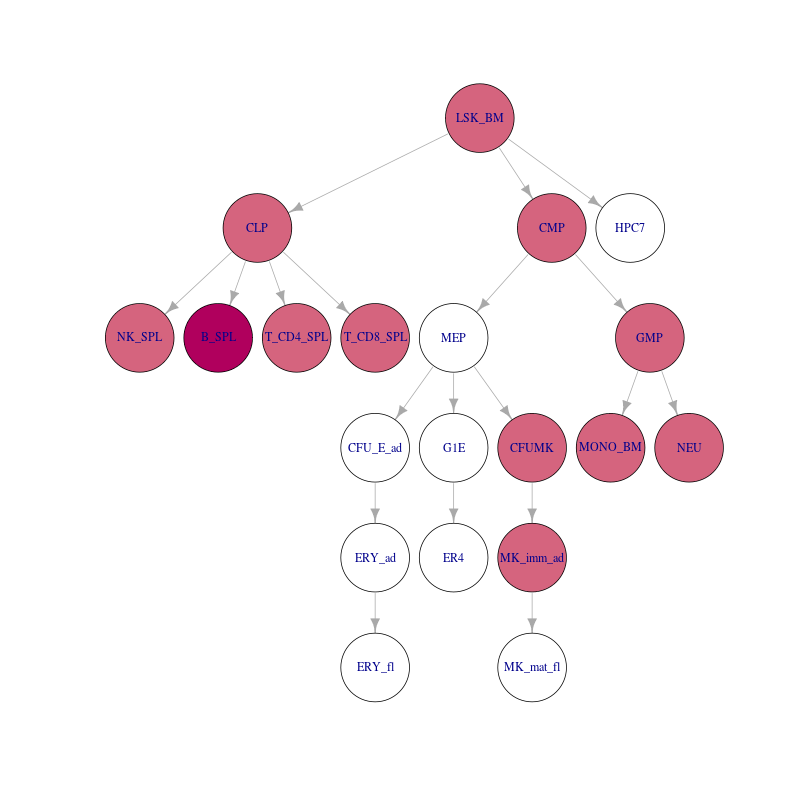 LSK_BM
CLP
CMP
HPC7
NK_SPL
B_SPL
T_CD4_SPL
T_CD8_SPL
MEP
GMP
CFU_E_ad
G1E
CFUMK
MONO_BM
NEU
ERY_ad
ER4
MK_imm_ad
ERY_fl
MK_mat_fl